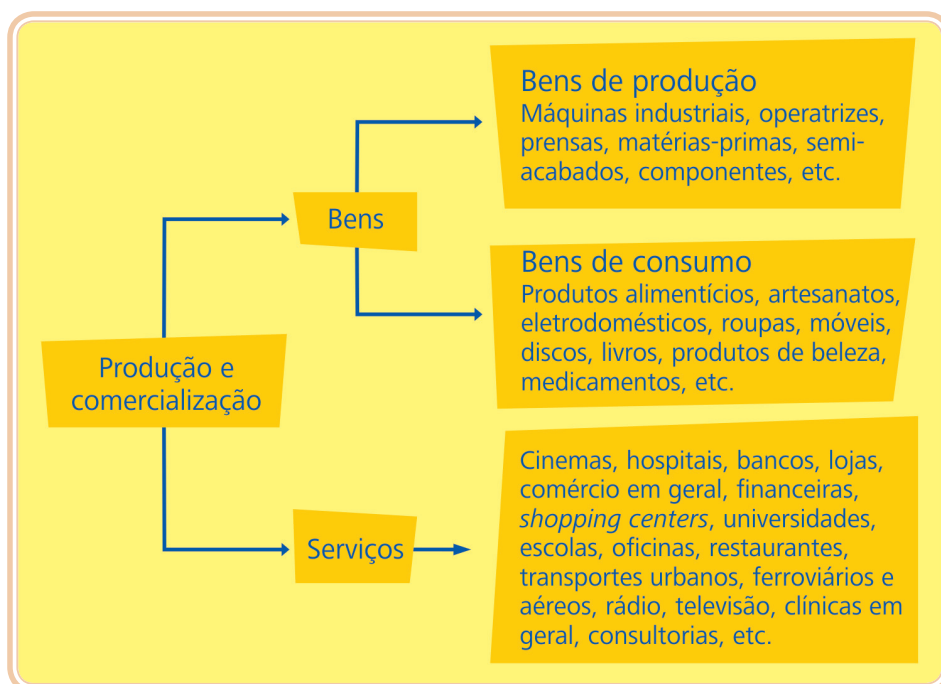 Bens de produção
Máquinas industriais, operatrizes,
prensas, matérias-primas, semi-
acabados, componentes, etc.
Bens
Bens de consumo
Produtos alimentícios, artesanatos,
eletrodomésticos, roupas, móveis,
discos, livros, produtos de beleza,
medicamentos, etc.
Produção e
comercialização
Cinemas, hospitais, bancos, lojas,
comércio em geral, financeiras,
shopping centers, universidades,
escolas, oficinas, restaurantes,
transportes urbanos, ferroviários e
aéreos, rádio, televisão, clínicas em
geral, consultorias, etc.
Serviços